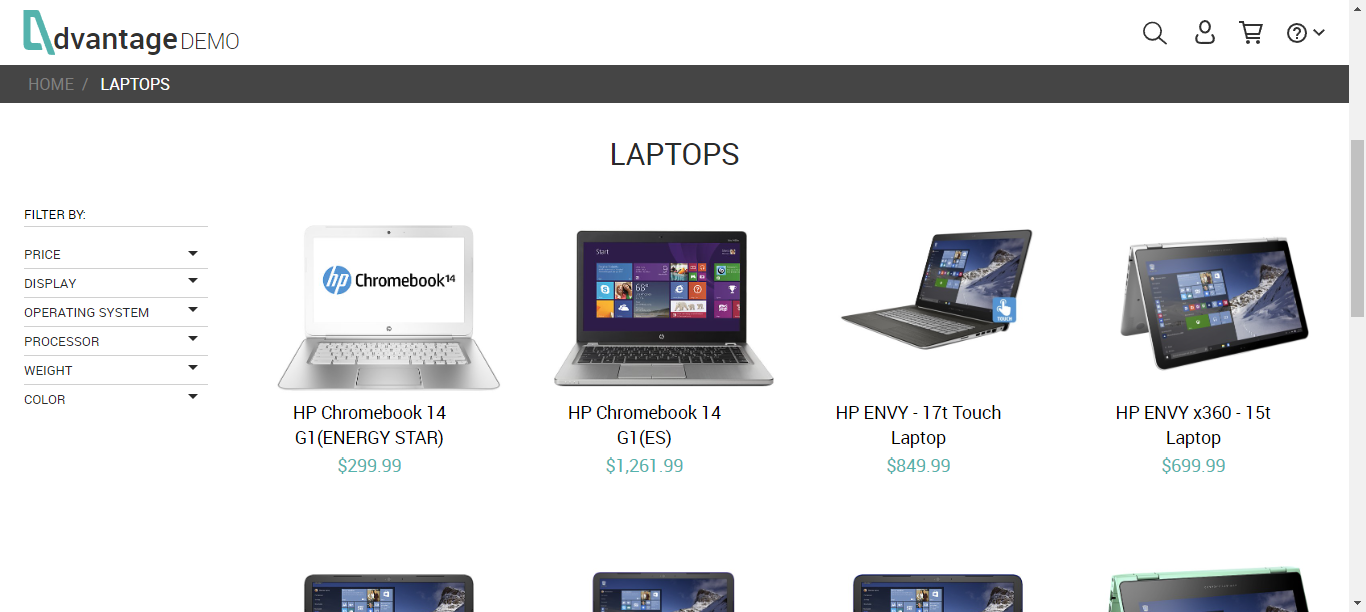 dvantage DEMO
HOME / LAPTOPS
LAPTOPS
FILTER BY:
PRICE
DISPLAY
OPERATING SYSTEM
PROCESSOR
WEIGHT
COLOR
hp Chromebook 14
Start
68°
TOUCH
HP Chromebook 14
G1(ENERGY STAR)
$299.99
HP Chromebook 14
G1(ES)
$1,261.99
HP ENVY - 17t Touch
Laptop
$849.99
HP ENVY x360 - 15t
Laptop
$699.99